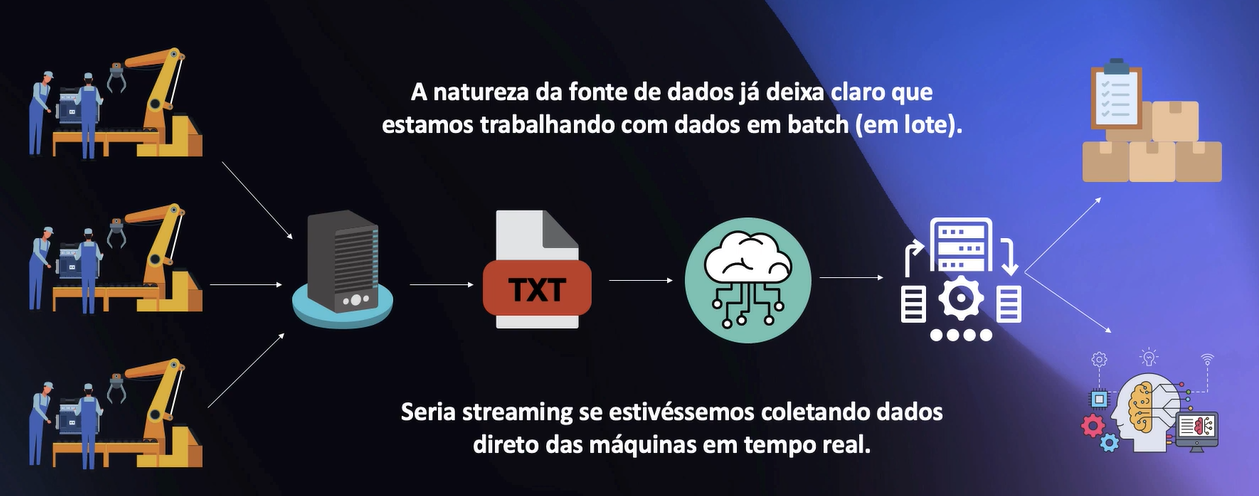 A natureza da fonte de dados já deixa claro que
estamos trabalhando com dados em batch (em lote).
TXT
Seria streaming se estivéssemos coletando dados
direto das máquinas em tempo real.